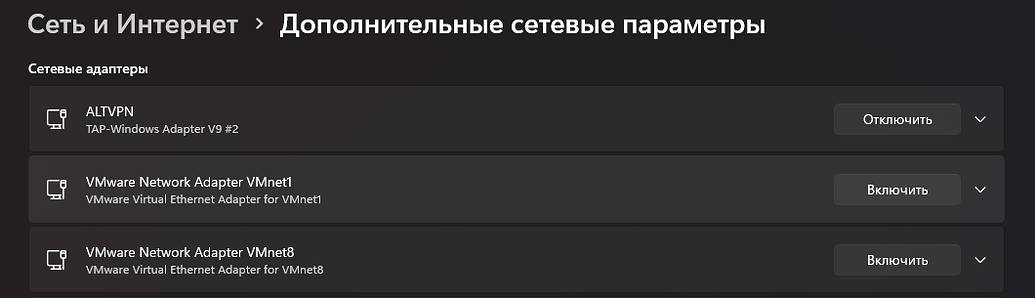 Сеть и Интернет > Дополнительные сетевые параметры
Сетевые адаптеры
ALTVPN
TAP-Windows Adapter V9 #2
Отключить
VMware Network Adapter VMnet1
VMware Virtual Ethernet Adapter for VMnet1
Включить
VMware Network Adapter VMnet8
VMware Virtual Ethernet Adapter for VMnet8
Включить